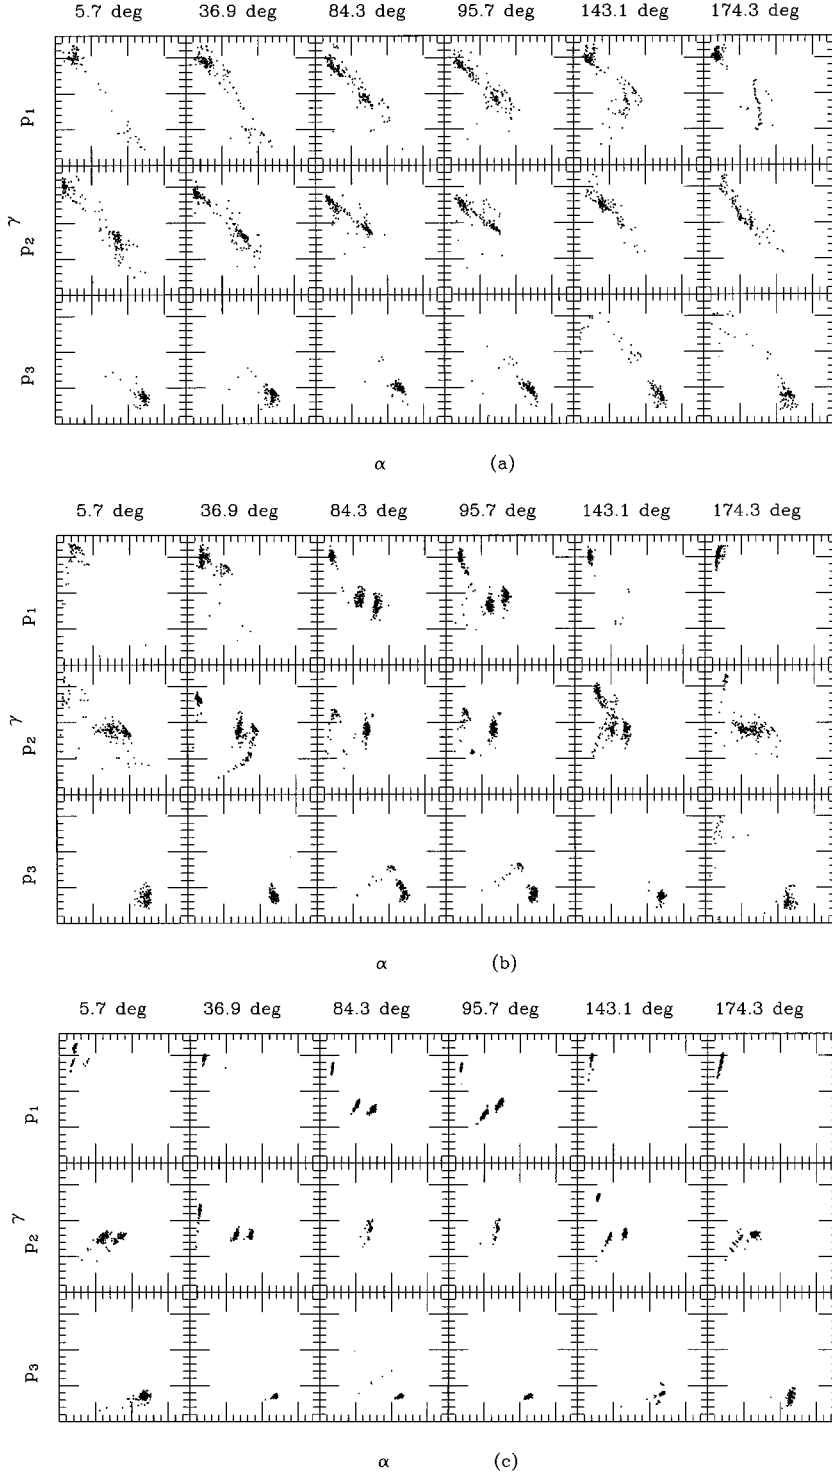 5.7 deg 36.9 deg 84.3 deg 95.7 deg 143.1 deg 174.3 deg
p1
γ
p2
p3
α (a)
5.7 deg 36.9 deg 84.3 deg 95.7 deg 143.1 deg 174.3 deg
p1
γ
p2
p3
α (b)
5.7 deg 36.9 deg 84.3 deg 95.7 deg 143.1 deg 174.3 deg
p1
γ
p2
p3
α (c)